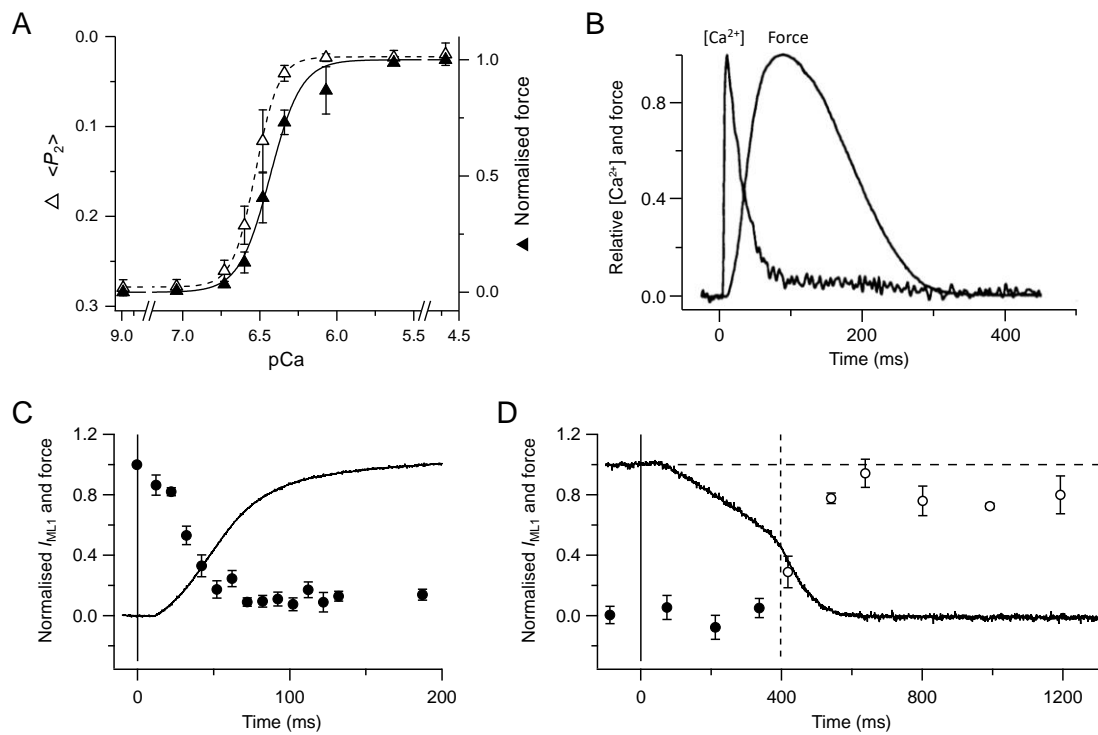 A
0.0
0.1
0.2
0.3
△ <P₂>
1.0
0.5
0.0
▲ Normalised force
9.0 7.0 6.5 6.0 5.5 4.5
pCa
B
[Ca²⁺] Force
0.8
0.4
0.0
Relative [Ca²⁺] and force
0 200 400
Time (ms)
C
1.2
0.8
0.4
0.0
Normalised I_ML1 and force
0 100 200
Time (ms)
D
1.2
0.8
0.4
0.0
Normalised I_ML1 and force
0 400 800 1200
Time (ms)